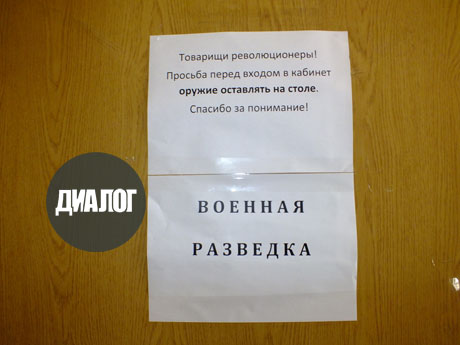 Товарищи революционеры!
Просьба перед входом в кабинет
оружие оставлять на столе.
Спасибо за понимание!
ДИАЛОГ
ВОЕННАЯ
РАЗВЕДКА